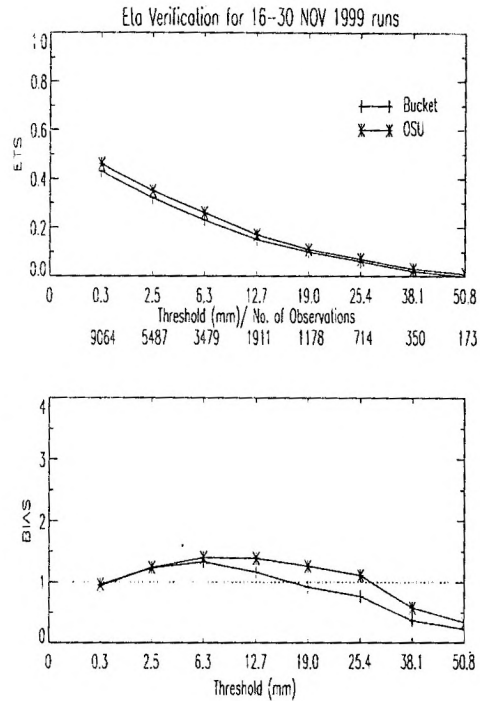 Eta Verification for 16-30 NOV 1999 runs
1.0
0.8
0.6
0.4
0.2
0.0
ETS
Bucket
OSU
0 0.3 2.5 6.3 12.7 19.0 25.4 38.1 50.8
Threshold (mm)/ No. of Observations
9064 5487 3479 1911 1178 714 350 173
4
3
2
1
0
BIAS
0 0.3 2.5 6.3 12.7 19.0 25.4 38.1 50.8
Threshold (mm)